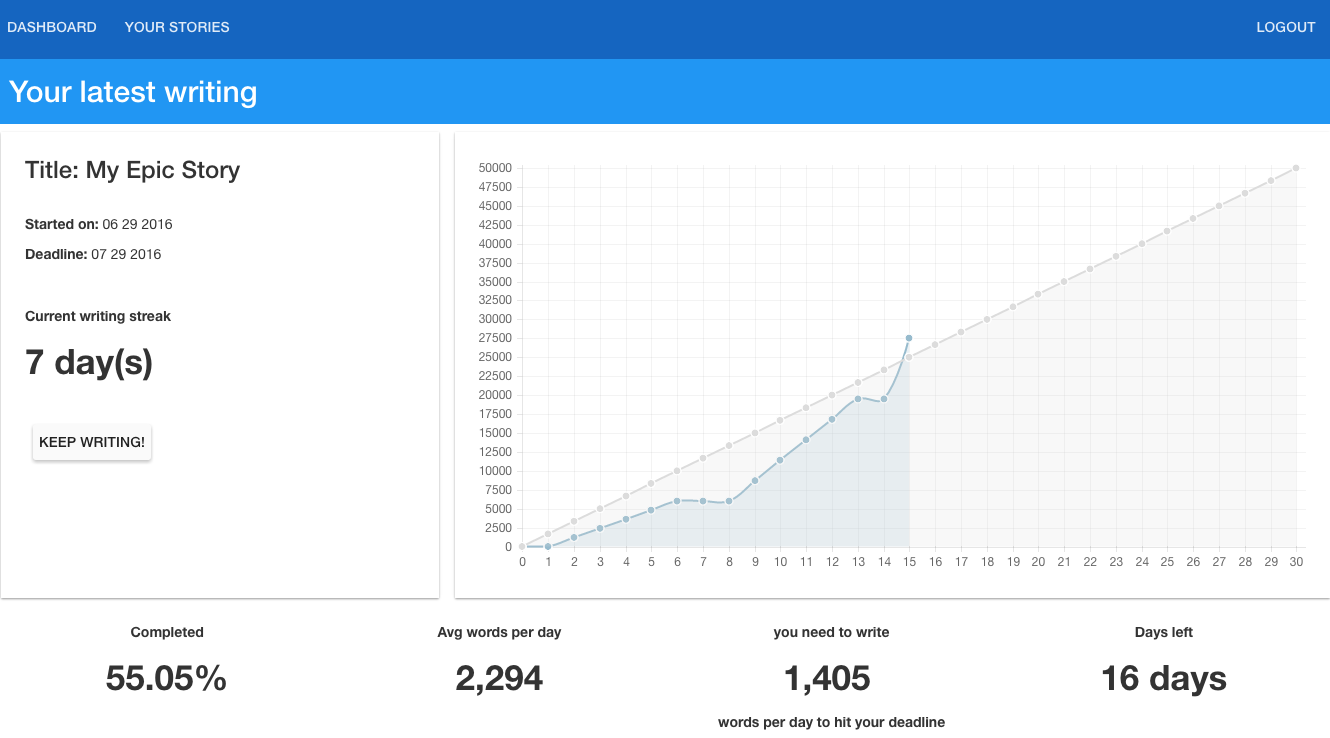 DASHBOARD YOUR STORIES LOGOUT
Your latest writing
Title: My Epic Story
Started on: 06 29 2016
Deadline: 07 29 2016
Current writing streak
7 day(s)
KEEP WRITING!
50000
47500
45000
42500
40000
37500
35000
32500
30000
27500
25000
22500
20000
17500
15000
12500
10000
7500
5000
2500
0
0 1 2 3 4 5 6 7 8 9 10 11 12 13 14 15 16 17 18 19 20 21 22 23 24 25 26 27 28 29 30
Completed
55.05%
Avg words per day
2,294
you need to write
1,405
words per day to hit your deadline
Days left
16 days